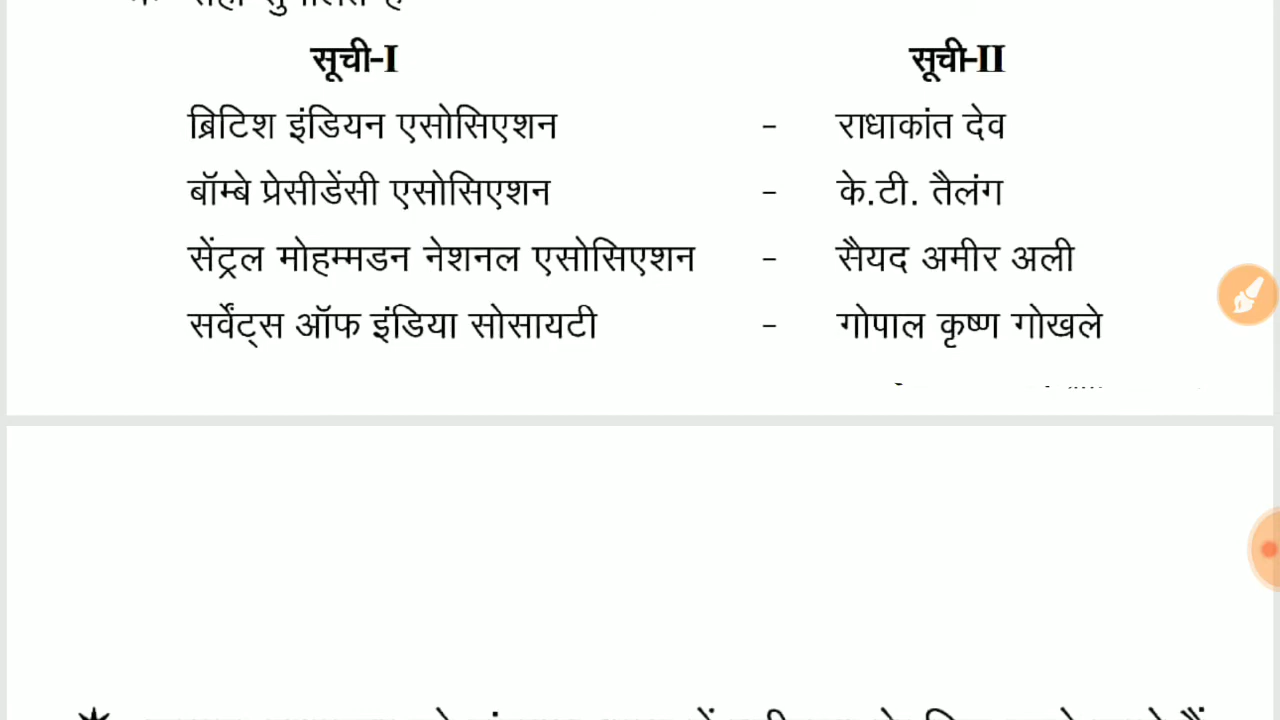 सूची-I सूची-II
ब्रिटिश इंडियन एसोसिएशन - राधाकांत देव
बॉम्बे प्रेसीडेंसी एसोसिएशन - के.टी. तैलंग
सेंट्रल मोहम्मडन नेशनल एसोसिएशन - सैयद अमीर अली
सर्वेंट्स ऑफ इंडिया सोसायटी - गोपाल कृष्ण गोखले